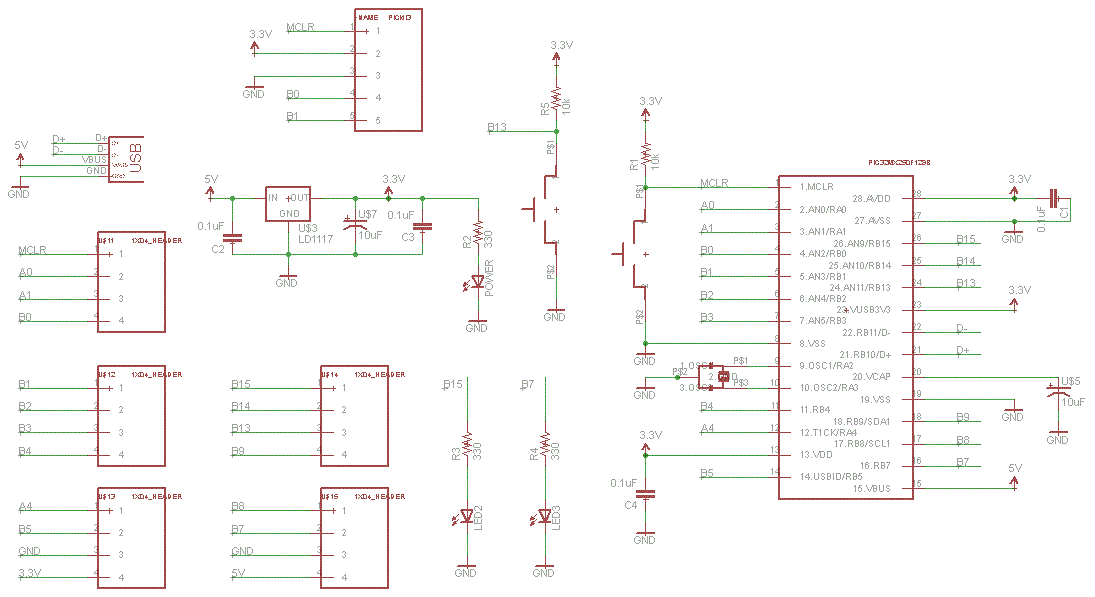 NAME PICKIT3
MCLR 1 1
3.3V 2 2
3 3
GND
B0 4 4
B1 5 5
3.3V
R5
10k
B13
P$1
P$2
GND
5V
D+ D+
D- D-
VBUS
GND
USB
GND
5V
IN OUT
GND
U$3
LD1117
0.1uF
C2
GND
3.3V
U$7
10uF
0.1uF
C3
R2
330
POWER
GND
U$11 1X04_HEADER
MCLR 1 1
A0 2 2
A1 3 3
B0 4 4
U$12 1X04_HEADER
B1 1 1
B2 2 2
B3 3 3
B4 4 4
U$14 1X04_HEADER
B15 1 1
B14 2 2
B13 3 3
B9 4 4
U$13 1X04_HEADER
A4 1 1
B5 2 2
GND 3 3
3.3V 4 4
U$15 1X04_HEADER
B8 1 1
B7 2 2
GND 3 3
5V 4 4
B15
R3
330
LED2
GND
B7
R4
330
LED3
GND
3.3V
R1
10k
P$1
P$2
GND
MCLR 1 1.MCLR
A0 2 2.AN0/RA0
A1 3 3.AN1/RA1
B0 4 4.AN2/RB0
B1 5 5.AN3/RB1
B2 6 6.AN4/RB2
B3 7 7.AN5/RB3
8 8.VSS
9 9.OSC1/RA2
10 10.OSC2/RA3
B4 11 11.RB4
A4 12 12.T1CK/RA4
13 13.VDD
B5 14 14.USBID/RB5
P$1
P$2
P$3
GND
3.3V
0.1uF
C4
GND
28.AVDD 28
27.AVSS 27
26.AN9/RB15 26 B15
25.AN10/RB14 25 B14
24.AN11/RB13 24 B13
23.VUSB3V3 23
22.RB11/D- 22 D-
21.RB10/D+ 21 D+
20.VCAP 20
19.VSS 19
18.RB9/SDA1 18 B9
17.RB8/SCL1 17 B8
16.RB7 16 B7
15.VBUS 15
3.3V
0.1uF
C1
GND
3.3V
U$5
10uF
GND
GND
5V